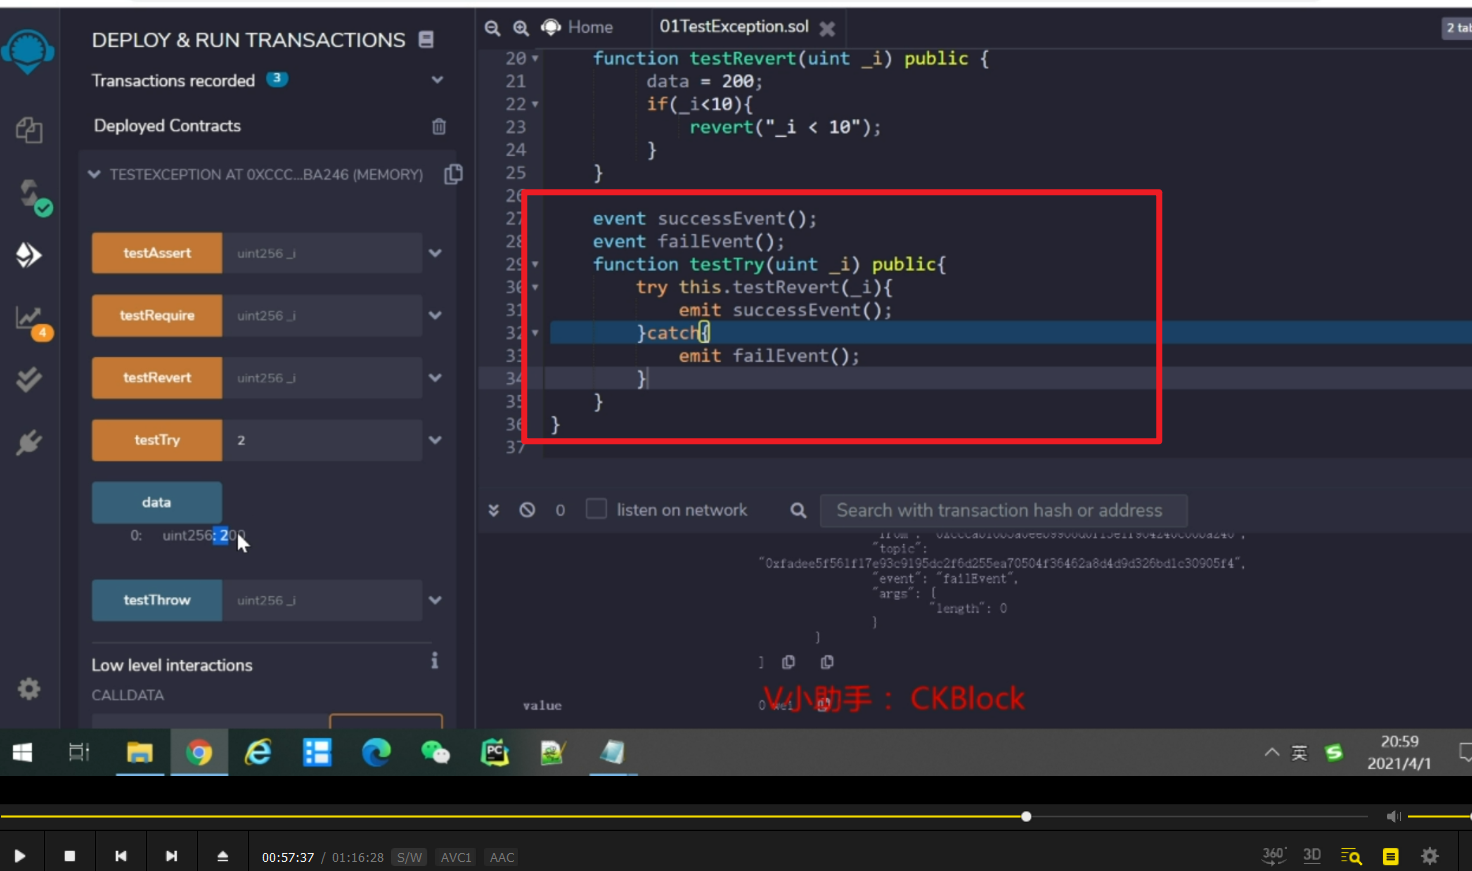 DEPLOY & RUN TRANSACTIONS
Transactions recorded 3
Deployed Contracts
TESTEXCEPTION AT 0XCCC...BA246 (MEMORY)
testAssert uint256 _i
testRequire uint256 _i
testRevert uint256 _i
testTry 2
data
0: uint256: 200
testThrow uint256 _i
Low level interactions
CALLDATA
4
Home 01TestException.sol 2 tab
20 function testRevert(uint _i) public {
21 data = 200;
22 if(_i<10){
23 revert("_i < 10");
24 }
25 }
26
27 event successEvent();
28 event failEvent();
29 function testTry(uint _i) public{
30 try this.testRevert(_i){
31 emit successEvent();
32 }catch{
33 emit failEvent();
34 }
35 }
36 }
37
0 listen on network Search with transaction hash or address
"topic":
"0xfadee5f561f17e93c9195dc2f6d255ea70504f36462a8d4d9d326bd1c30905f4",
"event": "failEvent",
"args": {
"length": 0
}
}
]
value 0 wei
V小助手： CKBlock
英
20:59
2021/4/1
00:57:37 / 01:16:28 S/W AVC1 AAC
360° 3D